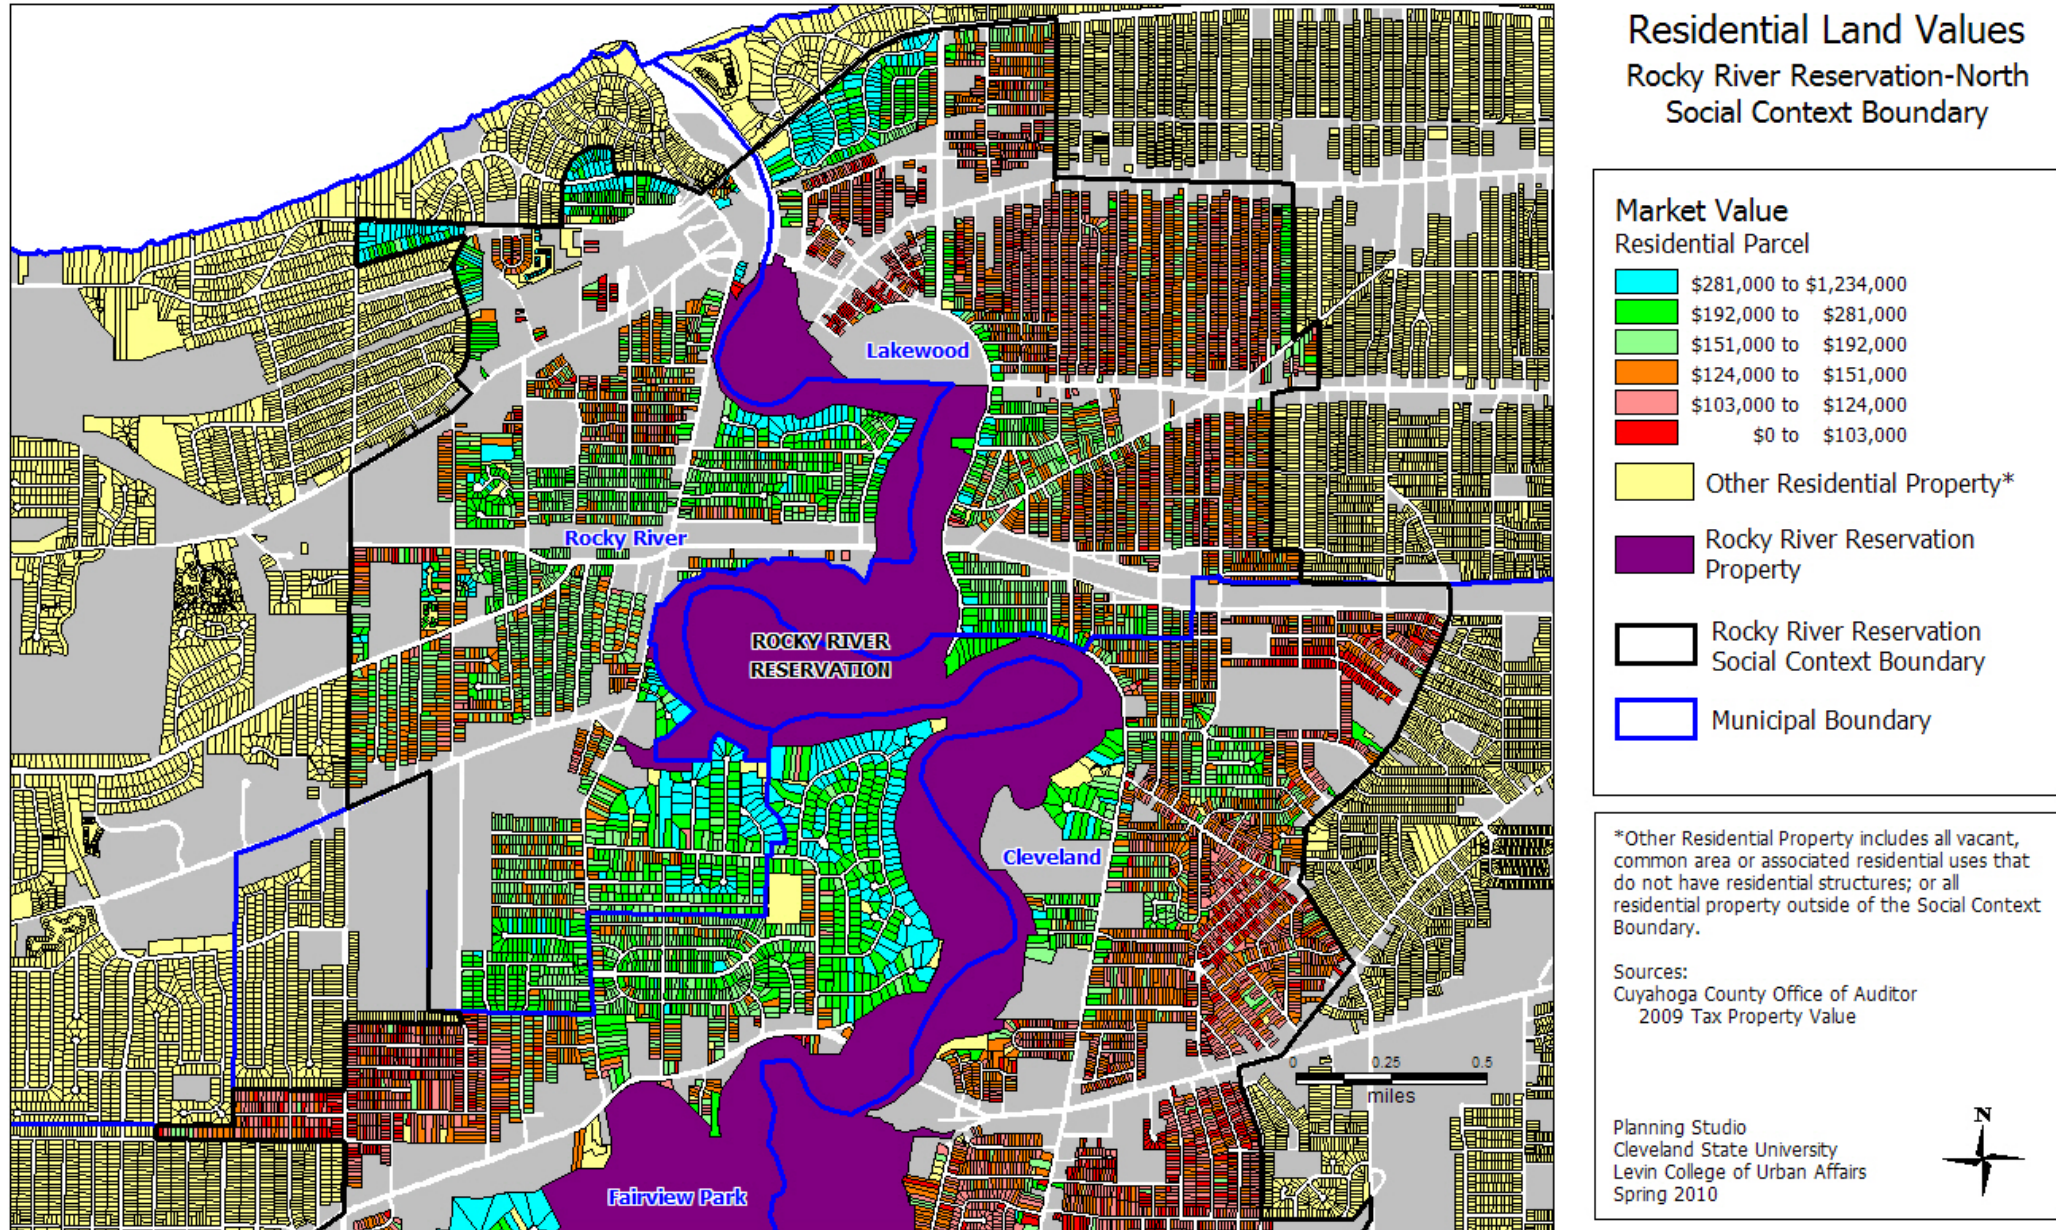 Residential Land Values
Rocky River Reservation-North
Social Context Boundary
Market Value
Residential Parcel
$281,000 to $1,234,000
$192,000 to $281,000
$151,000 to $192,000
$124,000 to $151,000
$103,000 to $124,000
$0 to $103,000
Other Residential Property*
Rocky River Reservation
Property
Rocky River Reservation
Social Context Boundary
Municipal Boundary
*Other Residential Property includes all vacant,
common area or associated residential uses that
do not have residential structures; or all
residential property outside of the Social Context
Boundary.
Sources:
Cuyahoga County Office of Auditor
2009 Tax Property Value
Planning Studio
Cleveland State University
Levin College of Urban Affairs
Spring 2010
N
Lakewood
Rocky River
ROCKY RIVER
RESERVATION
Cleveland
Fairview Park
0 0.25 0.5
miles